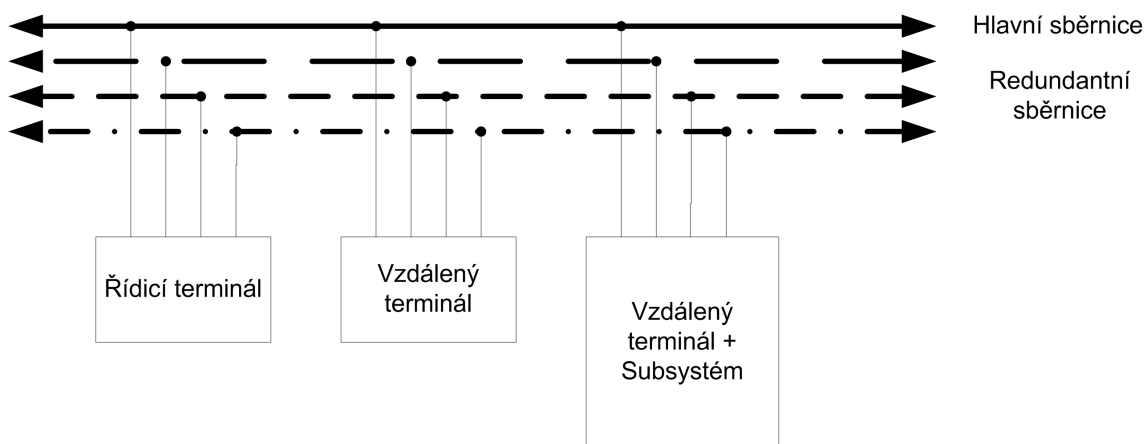 Hlavní sběrnice
Redundantní
sběrnice
Řídicí terminál
Vzdálený
terminál
Vzdálený
terminál +
Subsystém